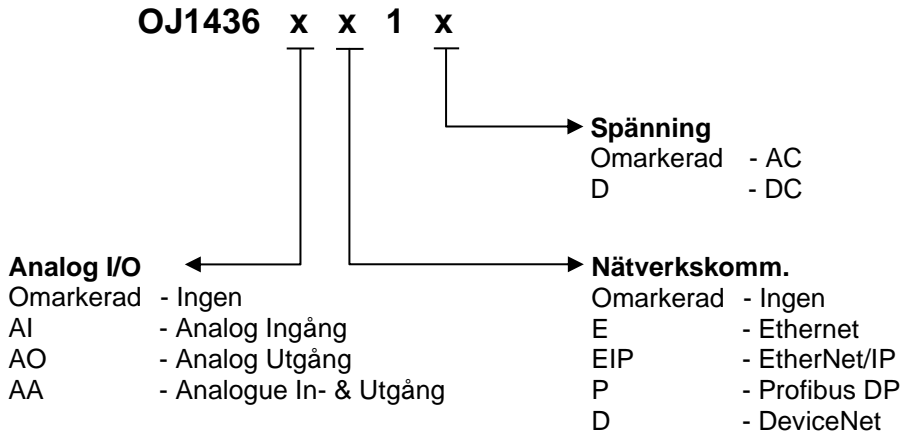 OJ1436 x x 1 x
Spänning
Omarkerad - AC
D - DC
Analog I/O
Omarkerad - Ingen
AI - Analog Ingång
AO - Analog Utgång
AA - Analogue In- & Utgång
Nätverkskomm.
Omarkerad - Ingen
E - Ethernet
EIP - EtherNet/IP
P - Profibus DP
D - DeviceNet